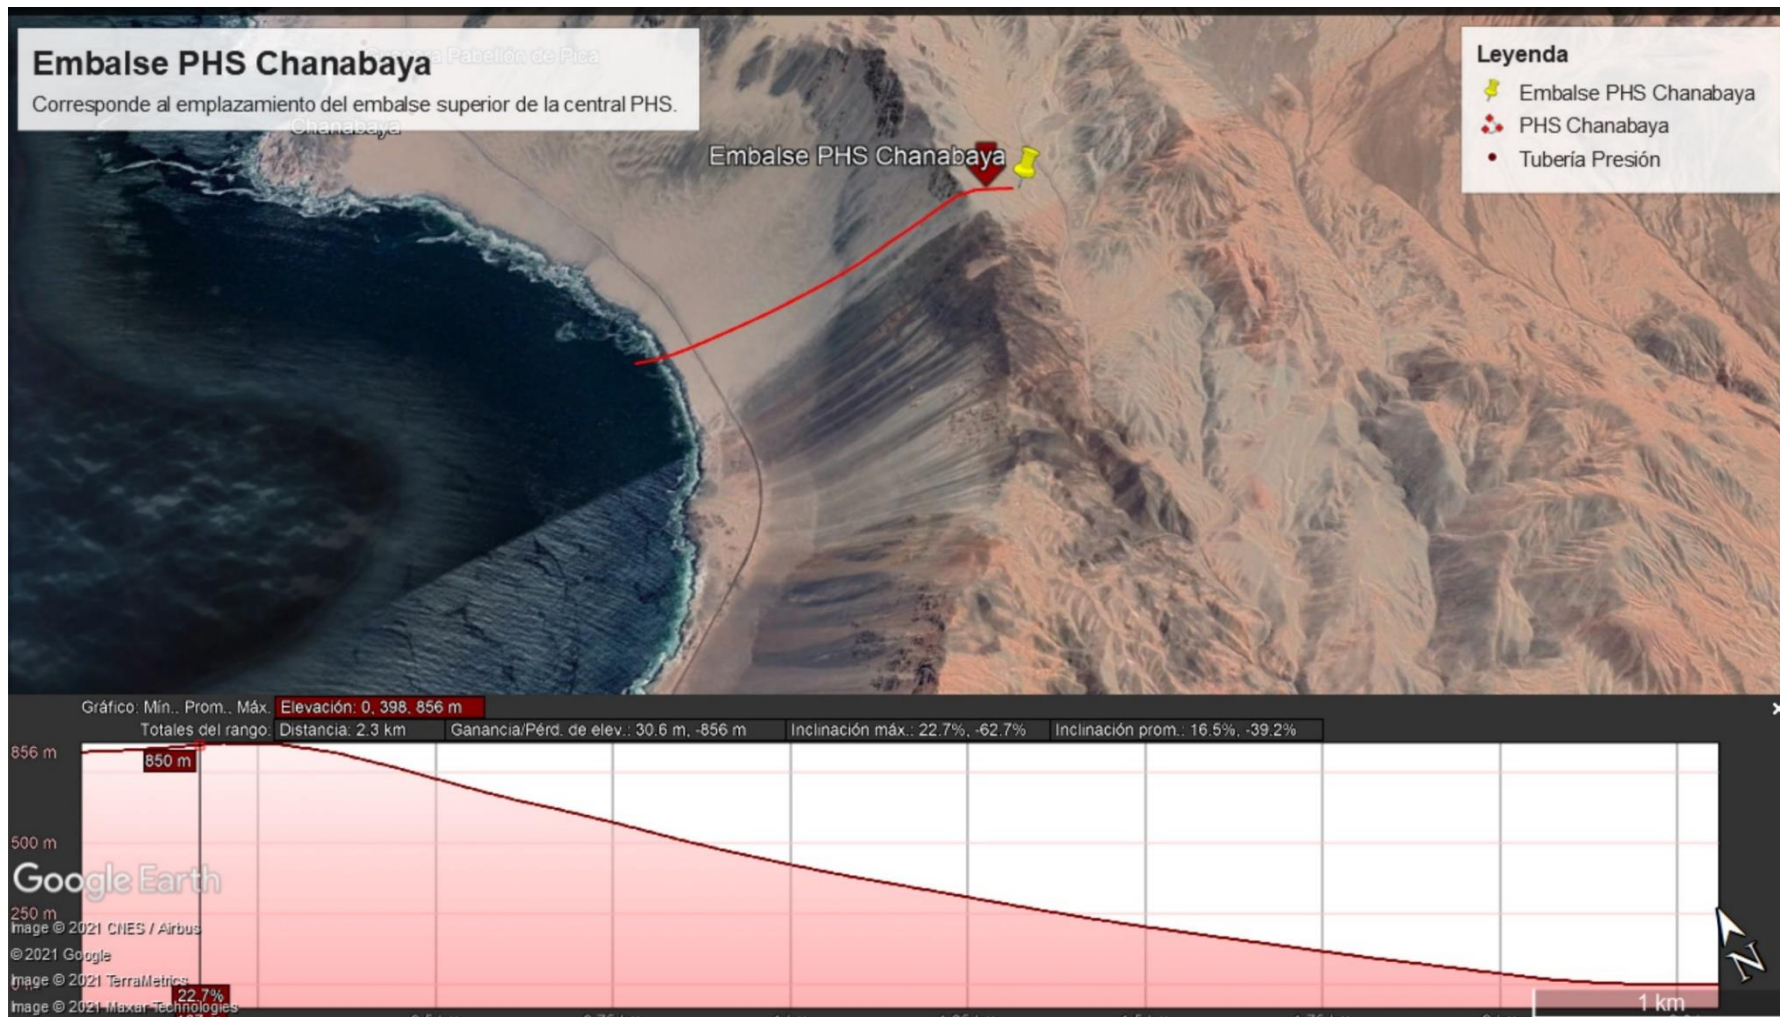 Embalse PHS Chanabaya
Corresponde al emplazamiento del embalse superior de la central PHS.
Pabellón de Pica
Chanabaya
Embalse PHS Chanabaya
Leyenda
Embalse PHS Chanabaya
PHS Chanabaya
Tubería Presión
Gráfico: Mín., Prom., Máx. Elevación: 0, 398, 856 m
Totales del rango: Distancia: 2.3 km Ganancia/Pérd. de elev.: 30.6 m, -856 m Inclinación máx.: 22.7%, -62.7% Inclinación prom.: 16.5%, -39.2%
856 m
850 m
500 m
Google Earth
250 m
Image © 2021 CNES / Airbus
© 2021 Google
Image © 2021 TerraMetrics
22.7%
Image © 2021 Maxar Technologies
N
1 km